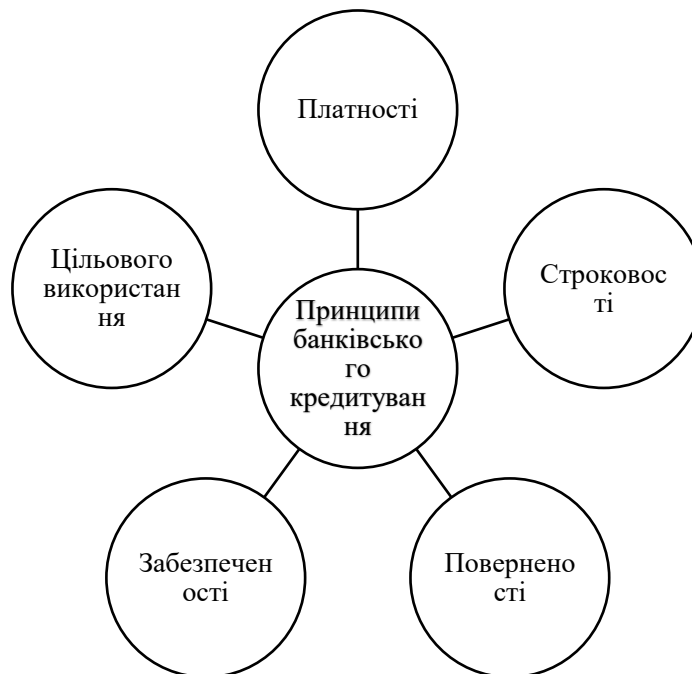 Платності
Цільового
використан
ня
Строковос
ті
Принципи
банківсько
го
кредитуван
ня
Забезпечен
ості
Повернено
сті